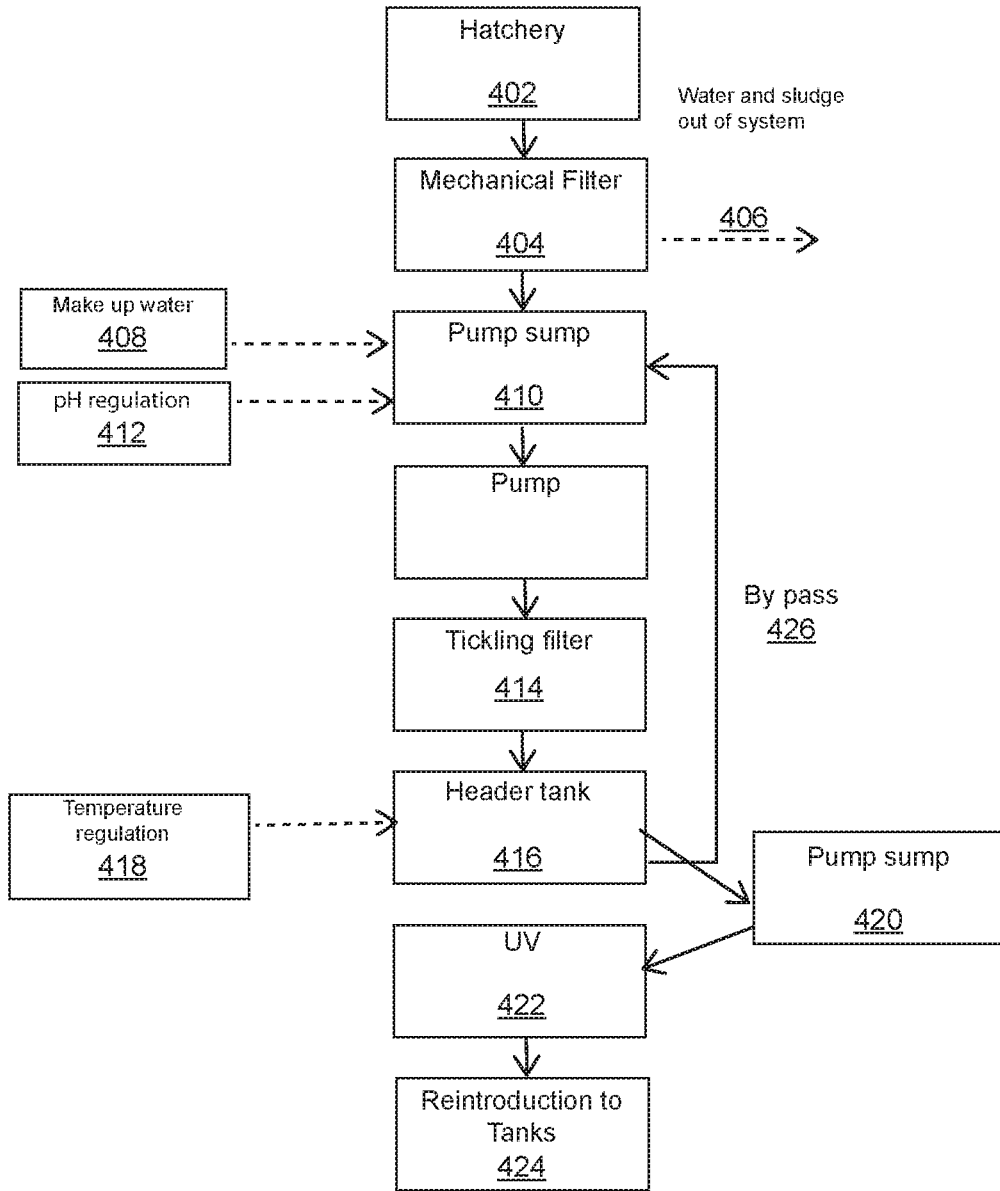 Hatchery
402
Water and sludge
out of system
Mechanical Filter
404
406
Make up water
408
Pump sump
410
pH regulation
412
Pump
By pass
426
Tickling filter
414
Header tank
416
Temperature
regulation
418
Pump sump
420
UV
422
Reintroduction to
Tanks
424